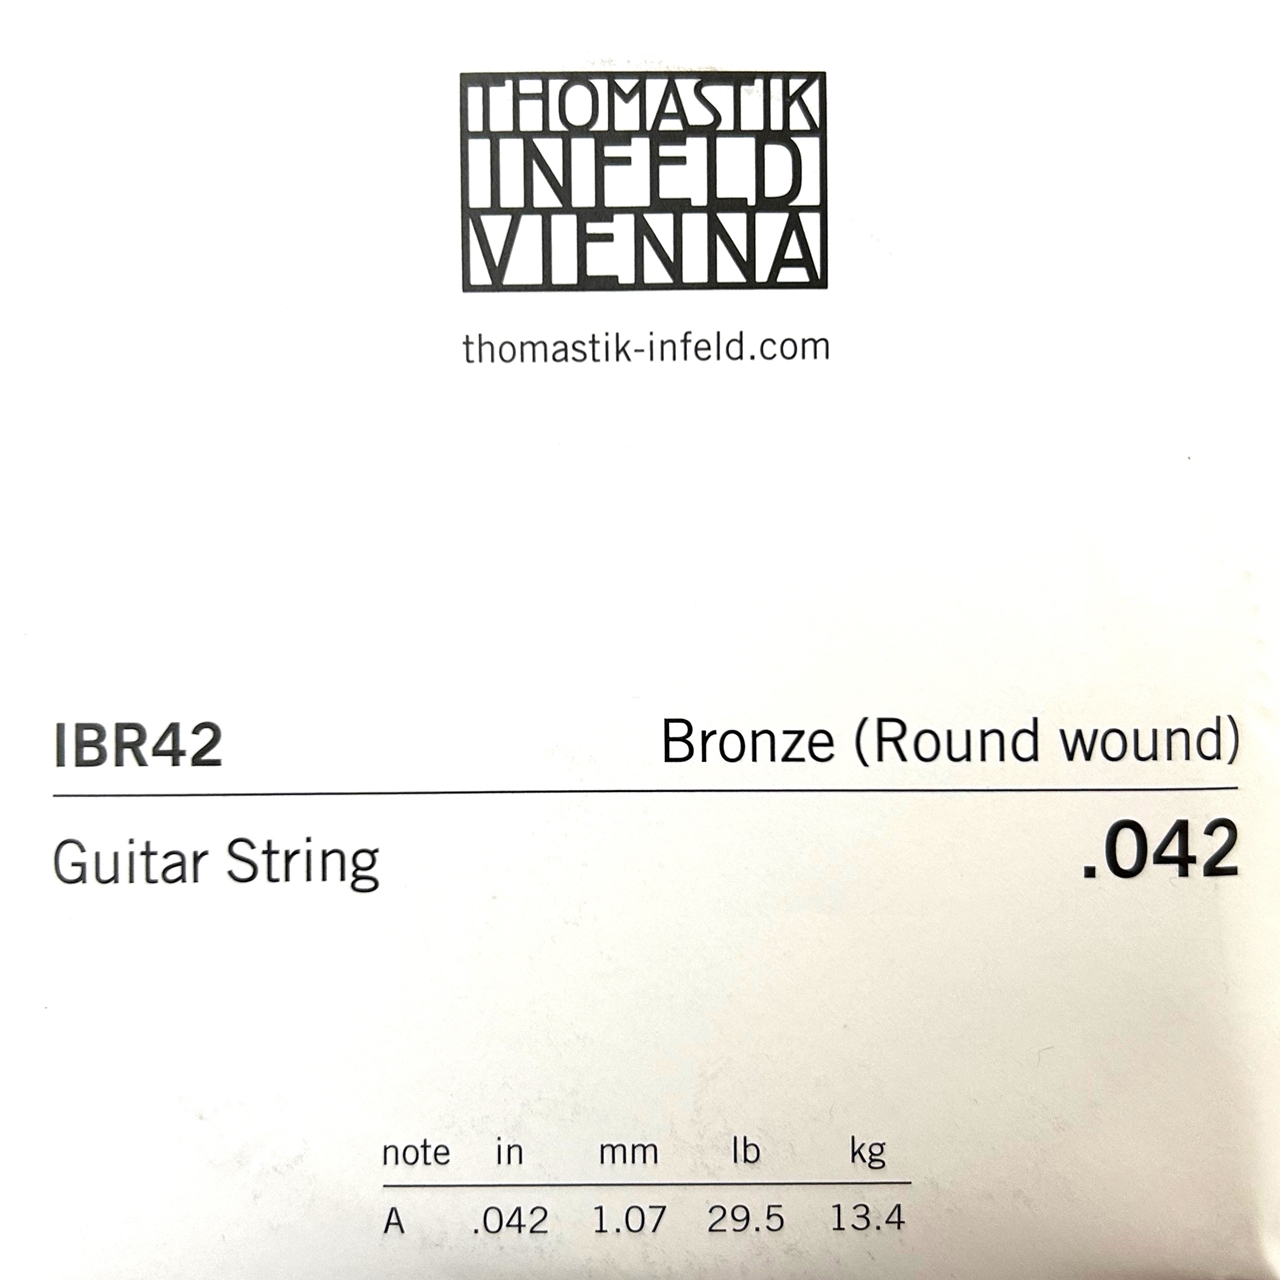 THOMASTIK
INFELD
VIENNA
thomastik-infeld.com
IBR42 Bronze (Round wound)
Guitar String .042
note in mm lb kg
A .042 1.07 29.5 13.4